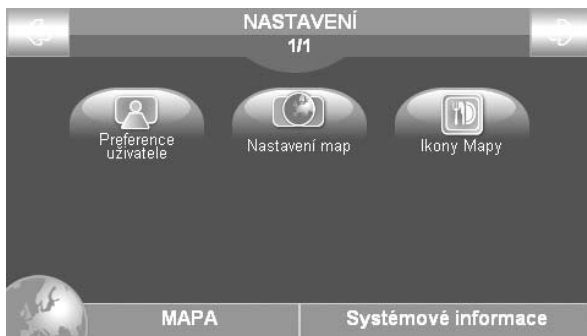 NASTAVENÍ
1/1
Preference
uživatele
Nastavení map
Ikony Mapy
MAPA
Systémové informace